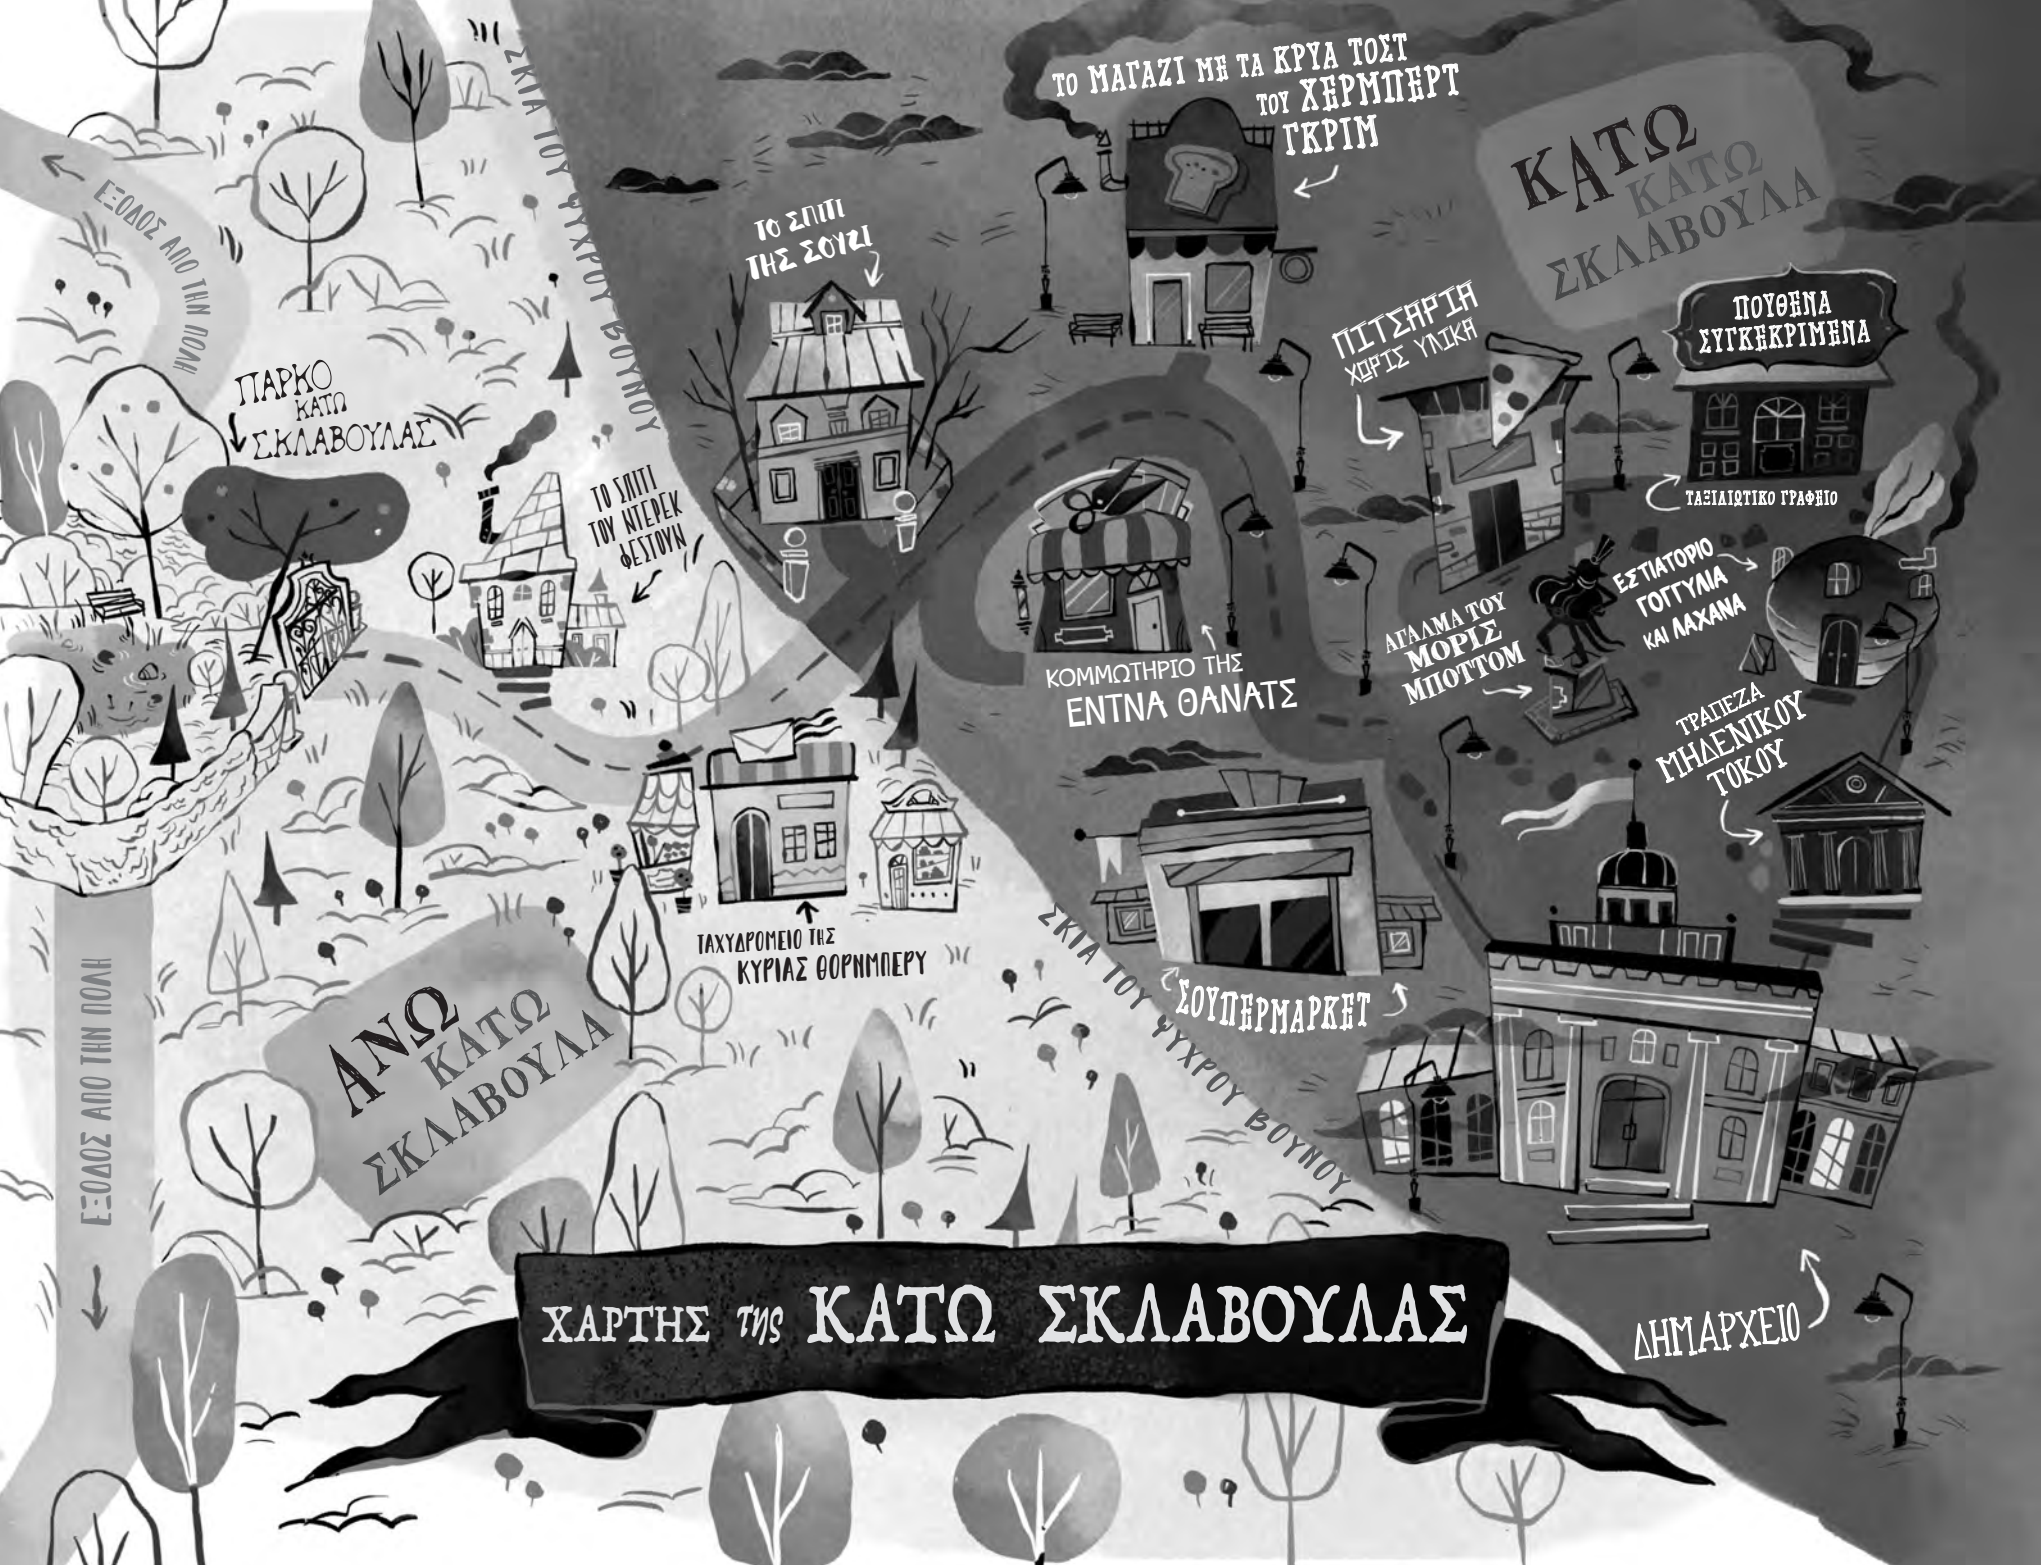 ΤΟ ΜΑΓΑΖΙ ΜΕ ΤΑ ΚΡΥΑ ΤΟΣΤ
ΤΟΥ ΧΕΡΜΠΕΡΤ
ΓΚΡΙΜ
ΚΑΤΩ
ΚΑΤΩ
ΣΚΛΑΒΟΥΛΑ
ΣΚΙΑ ΤΟΥ ΨΥΧΡΟΥ ΒΟΥΝΟΥ
ΕΞΟΔΟΣ ΑΠΟ ΤΗΝ ΠΟΛΗ
ΤΟ ΣΠΙΤΙ
ΤΗΣ ΣΟΥΖΙ
ΠΙΤΣΑΡΙΑ
ΧΩΡΙΣ ΥΛΙΚΑ
ΠΟΥΘΕΝΑ
ΣΥΓΚΕΚΡΙΜΕΝΑ
ΤΑΞΙΔΙΩΤΙΚΟ ΓΡΑΦΕΙΟ
ΠΑΡΚΟ
ΚΑΤΩ
ΣΚΛΑΒΟΥΛΑΣ
ΤΟ ΣΠΙΤΙ
ΤΟΥ ΝΤΕΡΕΚ
ΦΕΣΤΟΥΝ
ΕΣΤΙΑΤΟΡΙΟ
ΓΟΓΓΥΛΙΑ
ΚΑΙ ΛΑΧΑΝΑ
ΑΓΑΛΜΑ ΤΟΥ
ΜΟΡΙΣ
ΜΠΟΤΤΟΜ
ΚΟΜΜΩΤΗΡΙΟ ΤΗΣ
ΕΝΤΝΑ ΘΑΝΑΤΣ
ΤΡΑΠΕΖΑ
ΜΗΔΕΝΙΚΟΥ
ΤΟΚΟΥ
ΤΑΧΥΔΡΟΜΕΙΟ ΤΗΣ
ΚΥΡΙΑΣ ΘΟΡΝΜΠΕΡΥ
ΣΟΥΠΕΡΜΑΡΚΕΤ
ΣΚΙΑ ΤΟΥ ΨΥΧΡΟΥ ΒΟΥΝΟΥ
ΕΞΟΔΟΣ ΑΠΟ ΤΗΝ ΠΟΛΗ
ΑΝΩ
ΚΑΤΩ
ΣΚΛΑΒΟΥΛΑ
ΔΗΜΑΡΧΕΙΟ
ΧΑΡΤΗΣ της ΚΑΤΩ ΣΚΛΑΒΟΥΛΑΣ